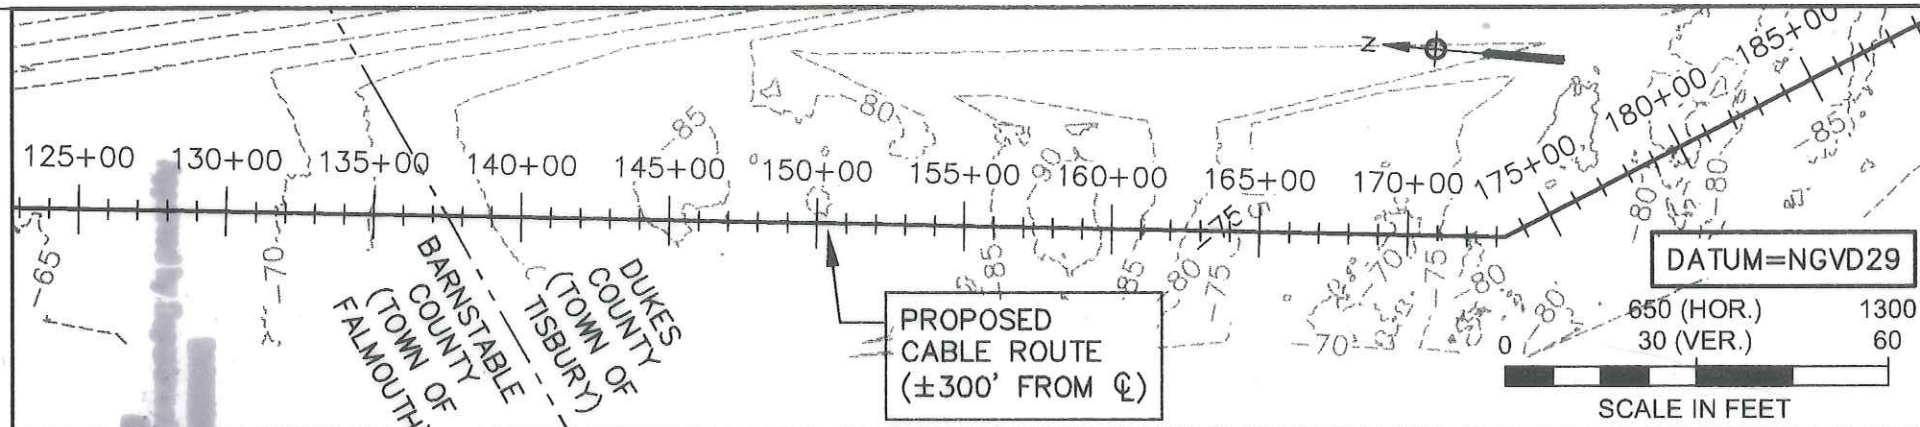 Z
125+00
130+00
135+00
140+00
145+00
150+00
155+00
160+00
165+00
170+00
175+00
180+00
185+00
-65
-70
85
80
90
-85
-85
-80
-75
-75
-70
-75
-80
-70
80
-80
-80
-85
BARNSTABLE
COUNTY
(TOWN OF
FALMOUTH)
DUKES
COUNTY
(TOWN OF
TISBURY)
PROPOSED
CABLE ROUTE
(±300' FROM ℄)
DATUM=NGVD29
650 (HOR.) 1300
0 30 (VER.) 60
SCALE IN FEET